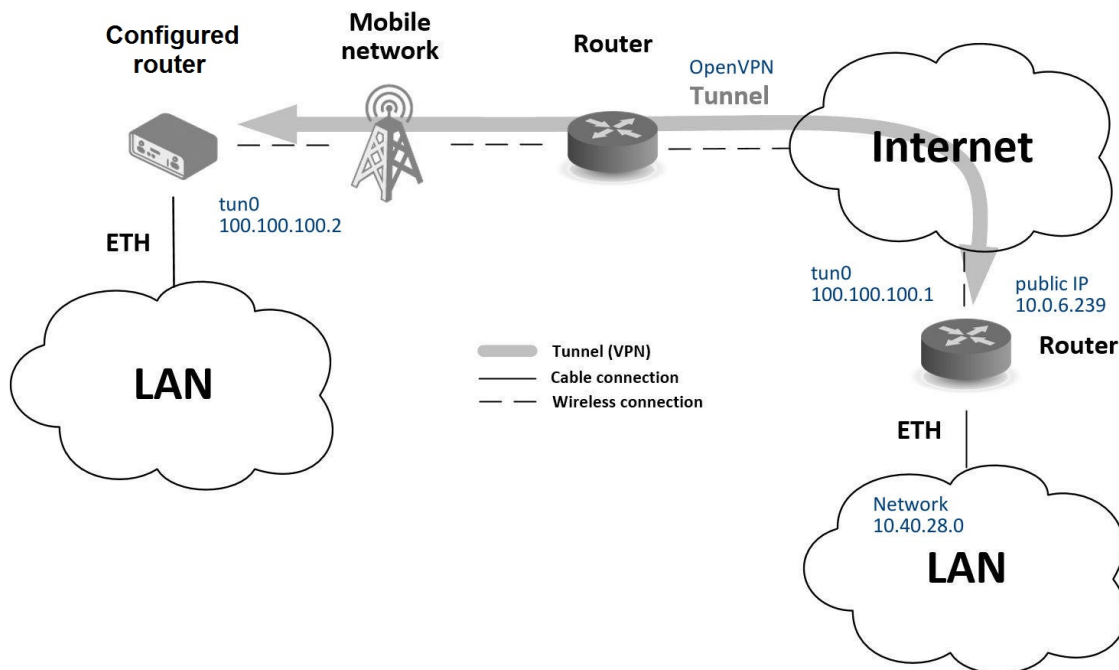 Configured
router
Mobile
network
Router
OpenVPN
Tunnel
Internet
tun0
100.100.100.2
ETH
LAN
tun0
100.100.100.1
public IP
10.0.6.239
Router
Tunnel (VPN)
Cable connection
Wireless connection
ETH
Network
10.40.28.0
LAN